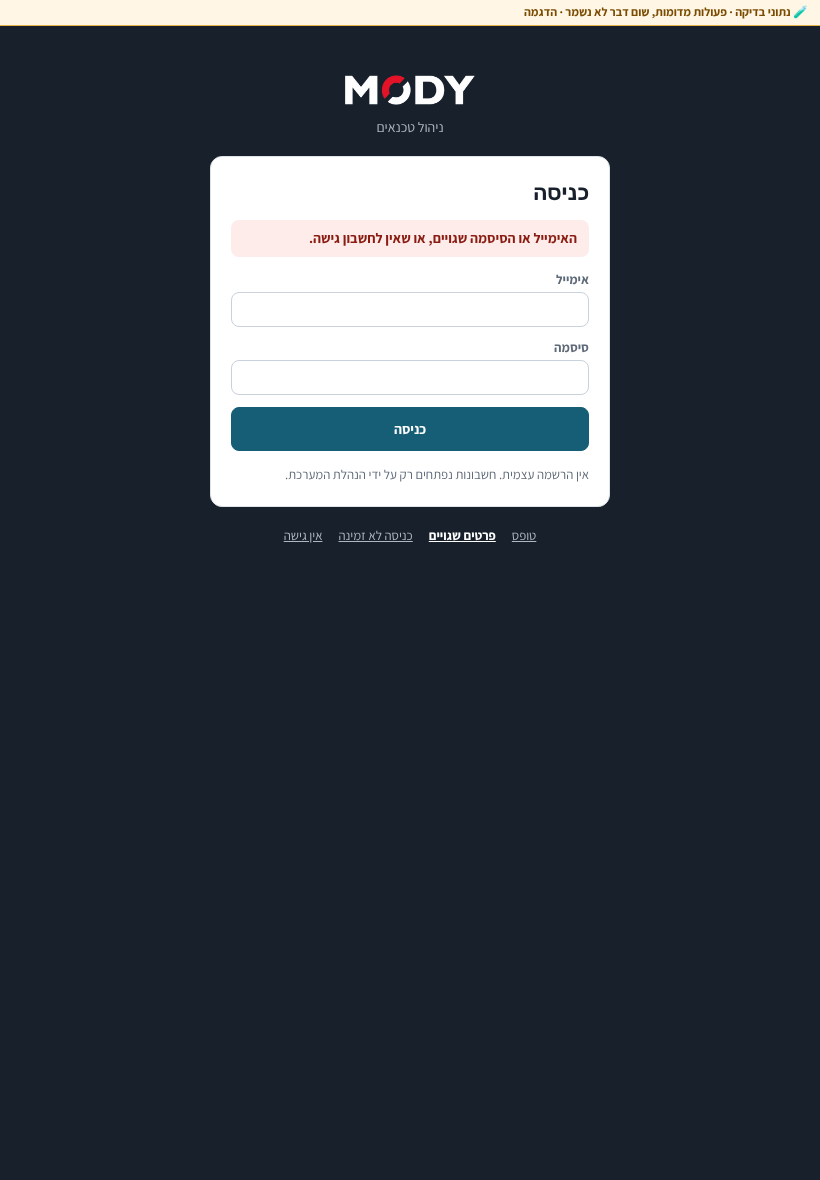 🧪 נתוני בדיקה · פעולות מדומות, שום דבר לא נשמר · הדגמה
MODY
ניהול טכנאים
כניסה
האימייל או הסיסמה שגויים, או שאין לחשבון גישה.
אימייל
סיסמה
כניסה
אין הרשמה עצמית. חשבונות נפתחים רק על ידי הנהלת המערכת.
טופס פרטים שגויים כניסה לא זמינה אין גישה